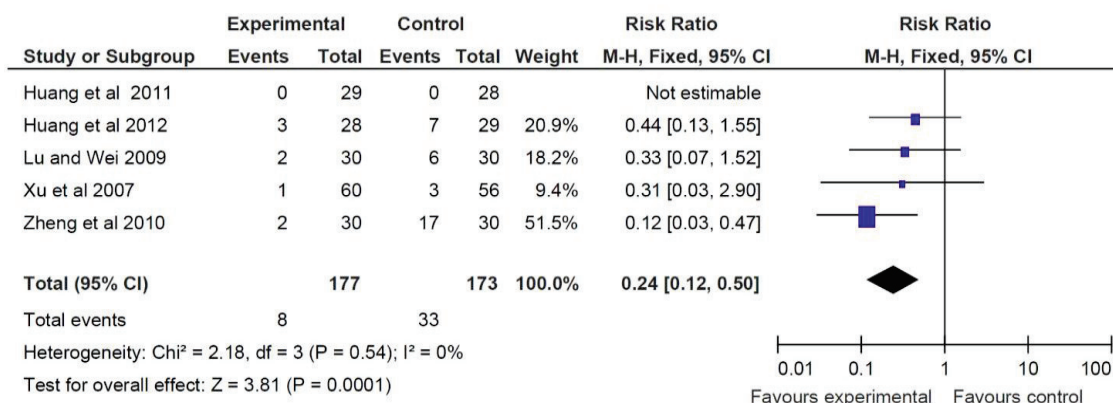 Experimental Control Risk Ratio Risk Ratio
Study or Subgroup Events Total Events Total Weight M-H, Fixed, 95% CI M-H, Fixed, 95% CI
Huang et al 2011 0 29 0 28 Not estimable
Huang et al 2012 3 28 7 29 20.9% 0.44 [0.13, 1.55]
Lu and Wei 2009 2 30 6 30 18.2% 0.33 [0.07, 1.52]
Xu et al 2007 1 60 3 56 9.4% 0.31 [0.03, 2.90]
Zheng et al 2010 2 30 17 30 51.5% 0.12 [0.03, 0.47]
Total (95% CI) 177 173 100.0% 0.24 [0.12, 0.50]
Total events 8 33
Heterogeneity: Chi² = 2.18, df = 3 (P = 0.54); I² = 0%
Test for overall effect: Z = 3.81 (P = 0.0001)
0.01 0.1 1 10 100
Favours experimental Favours control